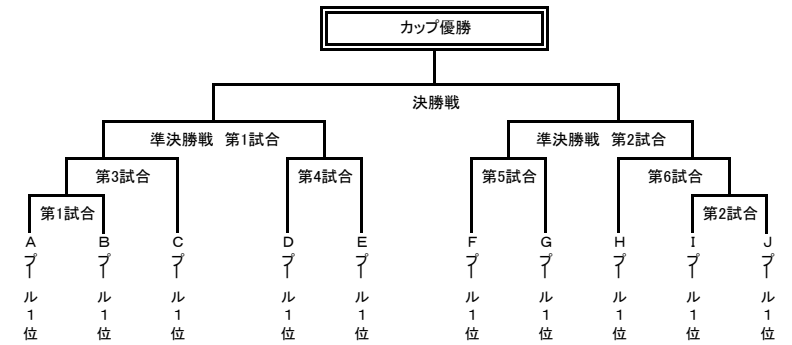 カップ優勝
決勝戦
準決勝戦　第1試合
準決勝戦　第2試合
第3試合
第4試合
第5試合
第6試合
第1試合
第2試合
Aプール1位
Bプール1位
Cプール1位
Dプール1位
Eプール1位
Fプール1位
Gプール1位
Hプール1位
Iプール1位
Jプール1位